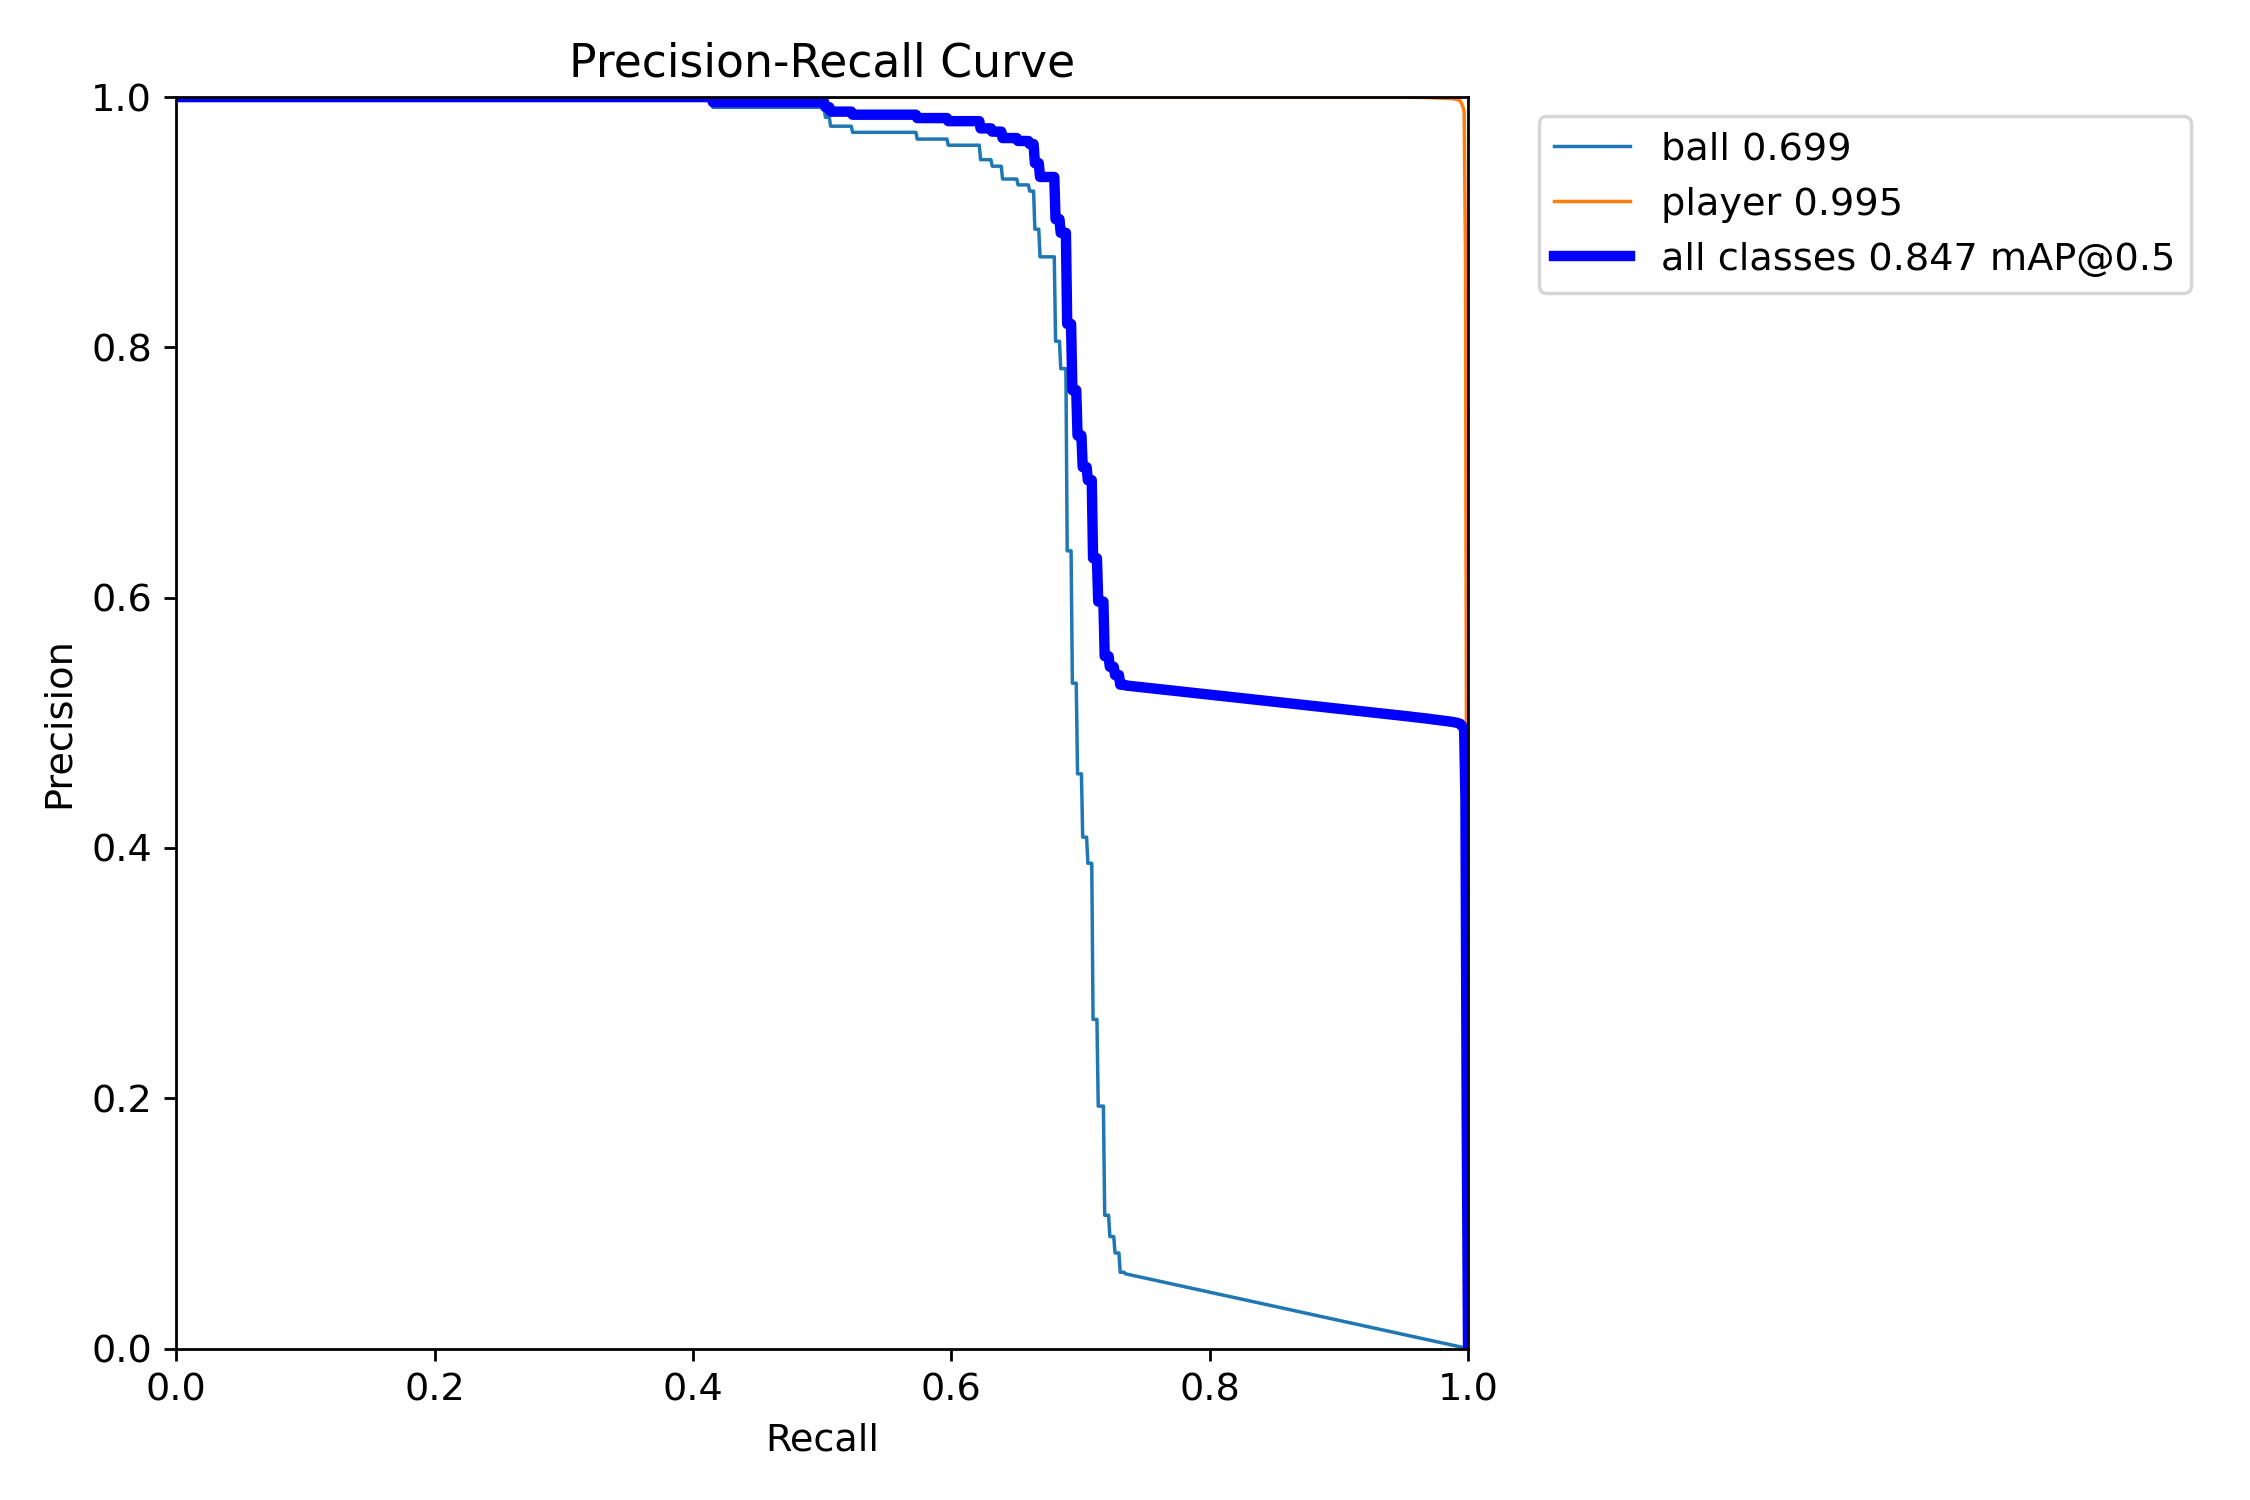 Precision-Recall Curve
1.0
0.8
0.6
0.4
0.2
0.0
Precision
0.0 0.2 0.4 0.6 0.8 1.0
Recall
ball 0.699
player 0.995
all classes 0.847 mAP@0.5